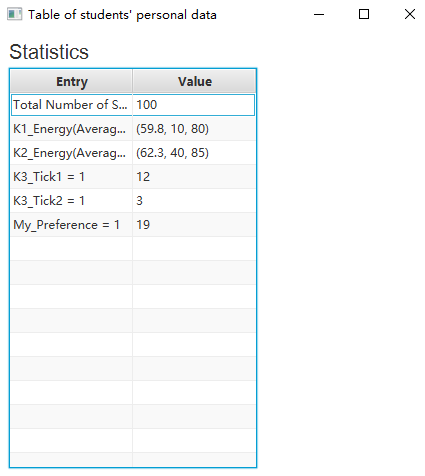 Table of students' personal data
Statistics
Entry Value
Total Number of S... 100
K1_Energy(Averag... (59.8, 10, 80)
K2_Energy(Averag... (62.3, 40, 85)
K3_Tick1 = 1 12
K3_Tick2 = 1 3
My_Preference = 1 19